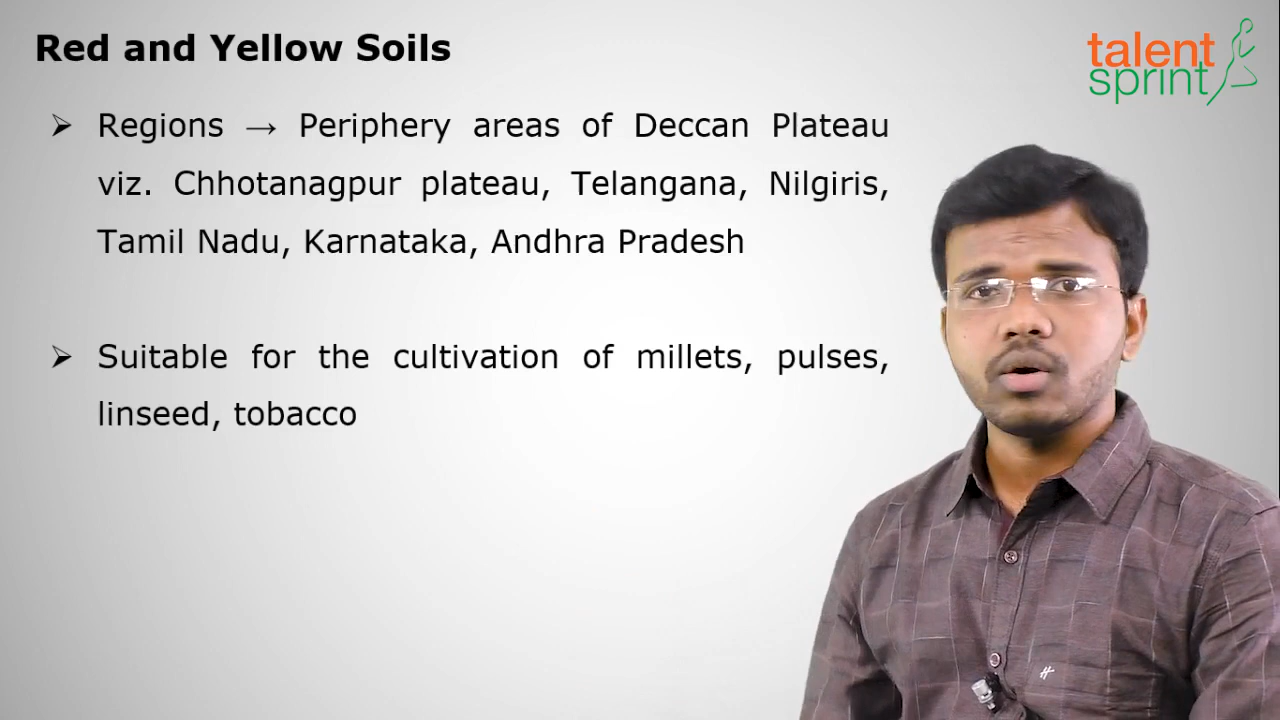 Red and Yellow Soils
talent
sprint
➢ Regions → Periphery areas of Deccan Plateau
viz. Chhotanagpur plateau, Telangana, Nilgiris,
Tamil Nadu, Karnataka, Andhra Pradesh
➢ Suitable for the cultivation of millets, pulses,
linseed, tobacco